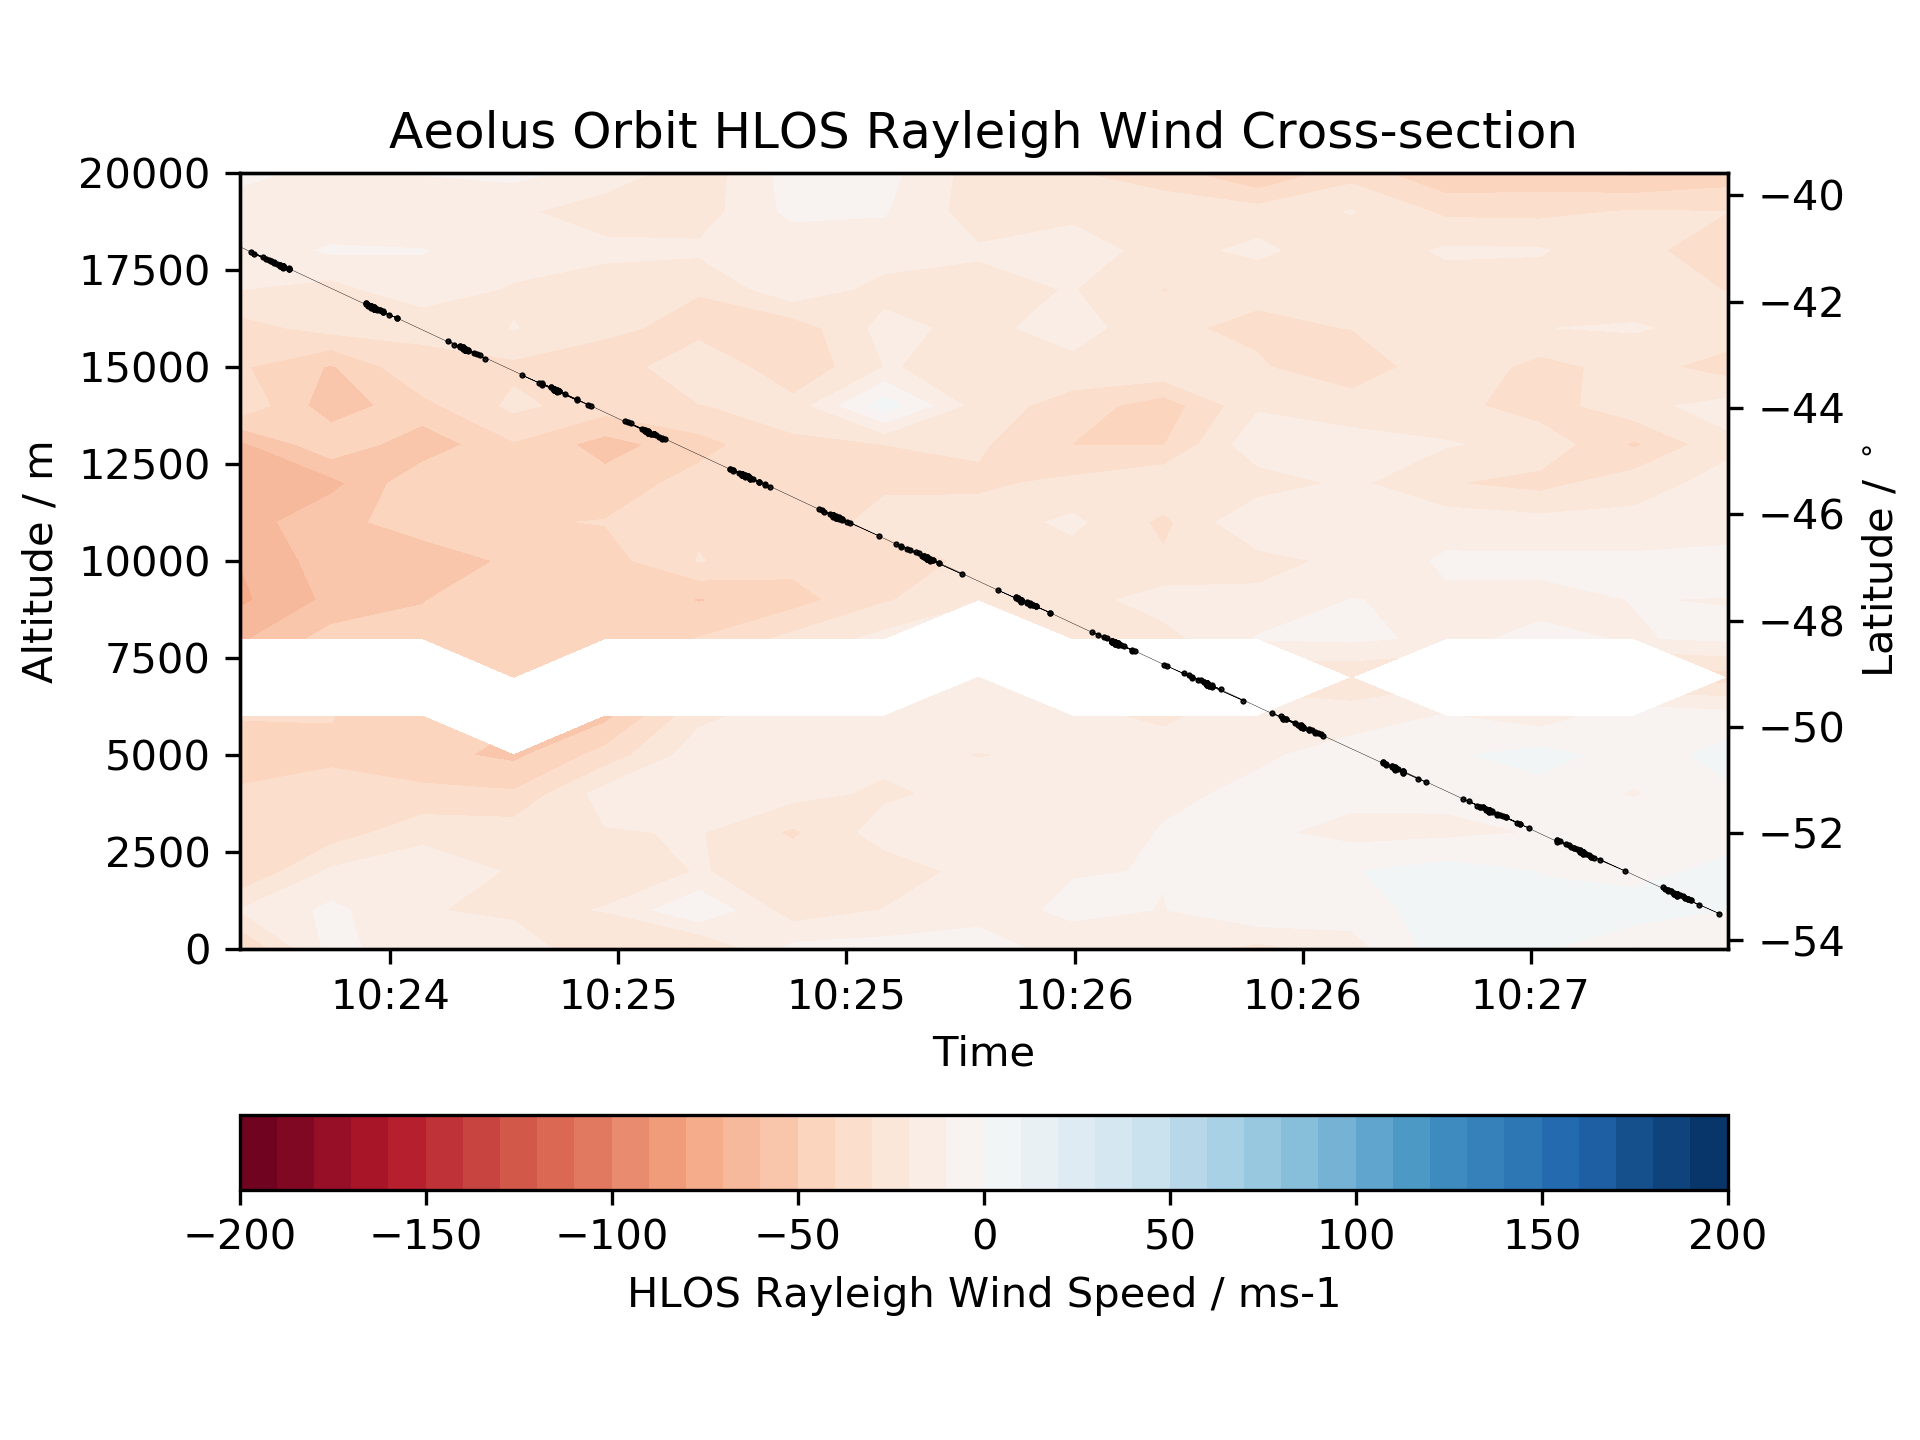 Aeolus Orbit HLOS Rayleigh Wind Cross-section
20000
17500
15000
12500
10000
7500
5000
2500
0
Altitude / m
−40
−42
−44
−46
−48
−50
−52
−54
Latitude / °
10:24 10:25 10:25 10:26 10:26 10:27
Time
−200 −150 −100 −50 0 50 100 150 200
HLOS Rayleigh Wind Speed / ms-1